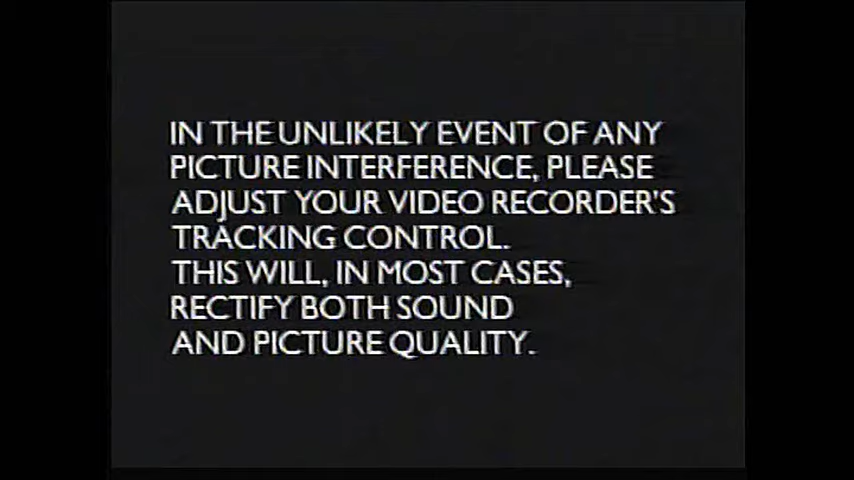 IN THE UNLIKELY EVENT OF ANY
PICTURE INTERFERENCE, PLEASE
ADJUST YOUR VIDEO RECORDER'S
TRACKING CONTROL.
THIS WILL, IN MOST CASES,
RECTIFY BOTH SOUND
AND PICTURE QUALITY.